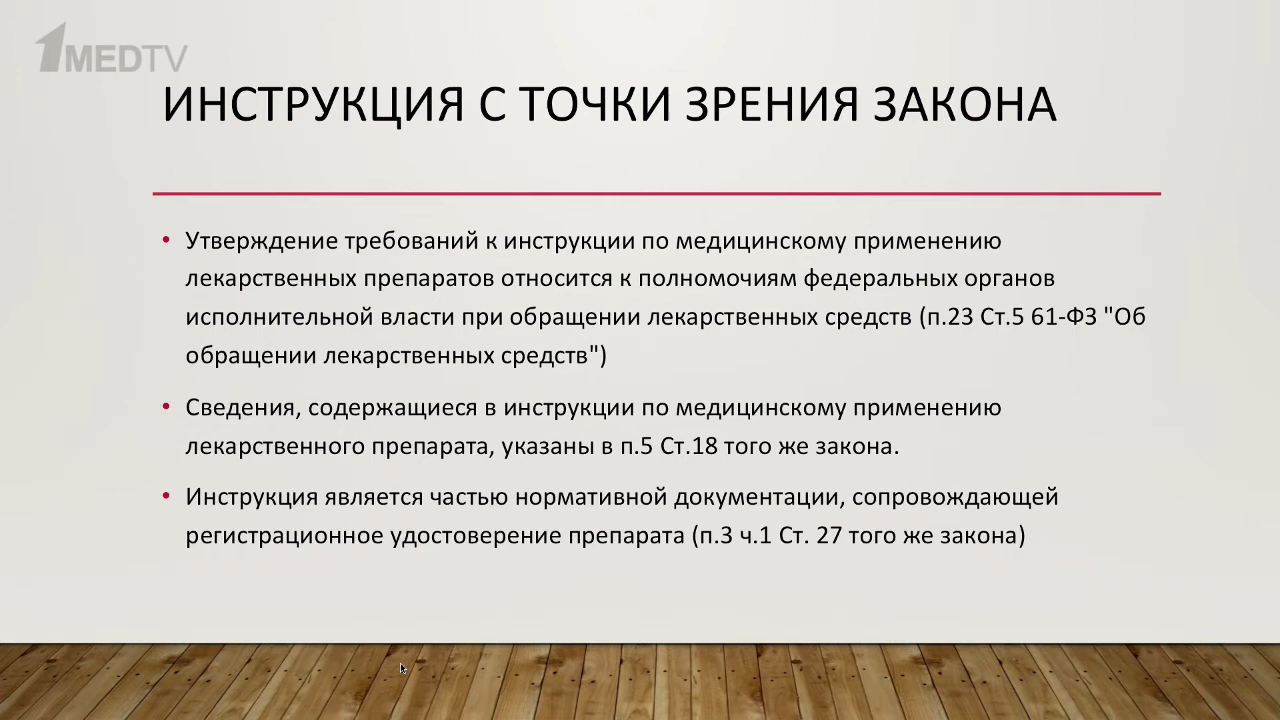 1MEDTV
ИНСТРУКЦИЯ С ТОЧКИ ЗРЕНИЯ ЗАКОНА
• Утверждение требований к инструкции по медицинскому применению
лекарственных препаратов относится к полномочиям федеральных органов
исполнительной власти при обращении лекарственных средств (п.23 Ст.5 61-ФЗ "Об
обращении лекарственных средств")
• Сведения, содержащиеся в инструкции по медицинскому применению
лекарственного препарата, указаны в п.5 Ст.18 того же закона.
• Инструкция является частью нормативной документации, сопровождающей
регистрационное удостоверение препарата (п.3 ч.1 Ст. 27 того же закона)